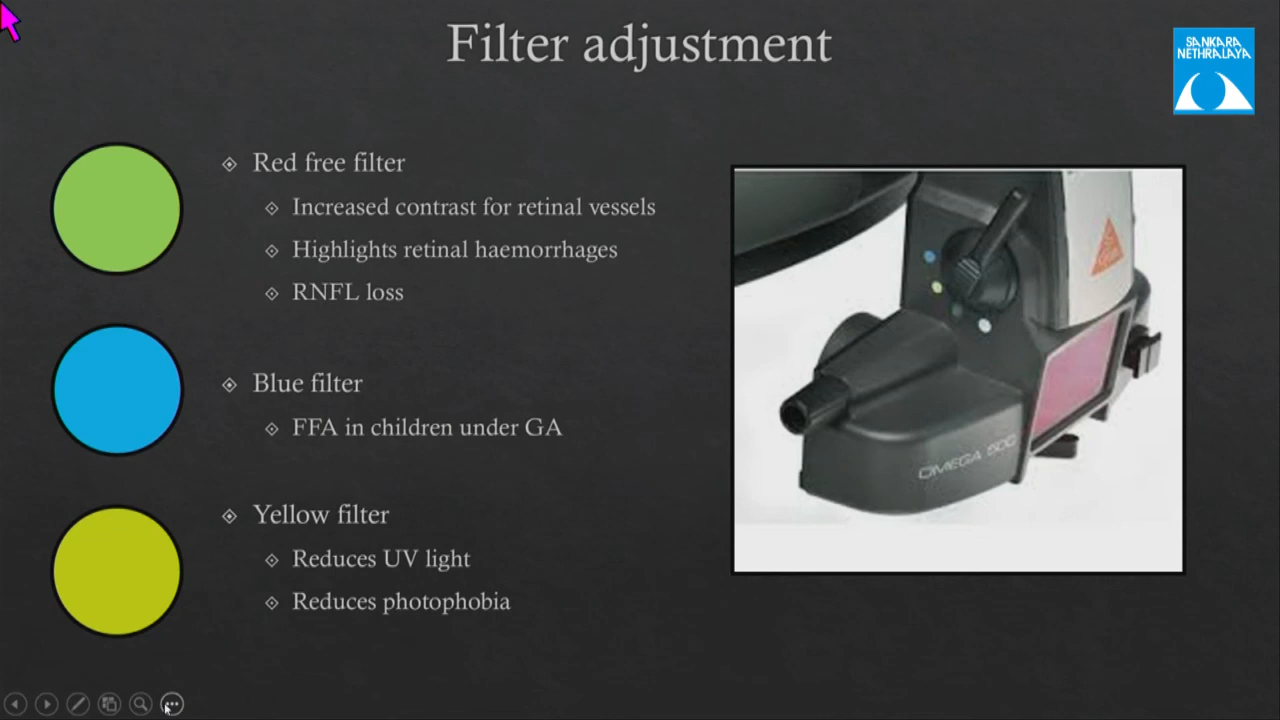 Filter adjustment
SANKARA
NETHRALAYA
Red free filter
Increased contrast for retinal vessels
Highlights retinal haemorrhages
RNFL loss
Blue filter
FFA in children under GA
Yellow filter
Reduces UV light
Reduces photophobia
OMEGA 500